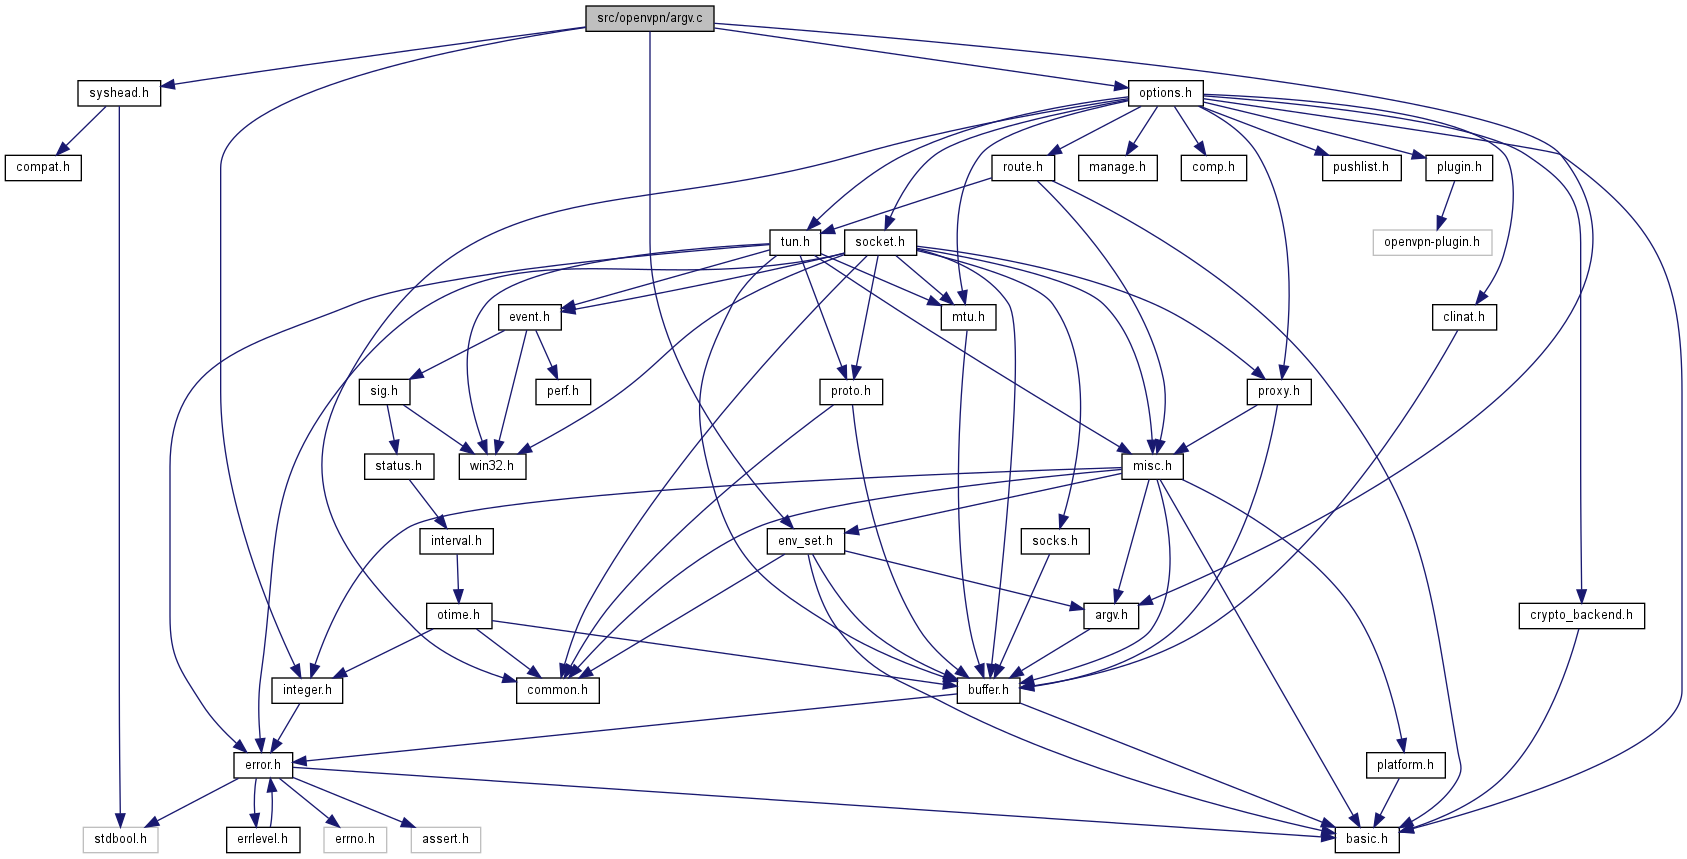 src/openvpn/argv.c
syshead.h
options.h
compat.h
route.h
manage.h
comp.h
pushlist.h
plugin.h
tun.h
socket.h
openvpn-plugin.h
event.h
mtu.h
clinat.h
sig.h
perf.h
proto.h
proxy.h
status.h
win32.h
misc.h
interval.h
env_set.h
socks.h
otime.h
argv.h
crypto_backend.h
integer.h
common.h
buffer.h
error.h
platform.h
stdbool.h
errlevel.h
errno.h
assert.h
basic.h